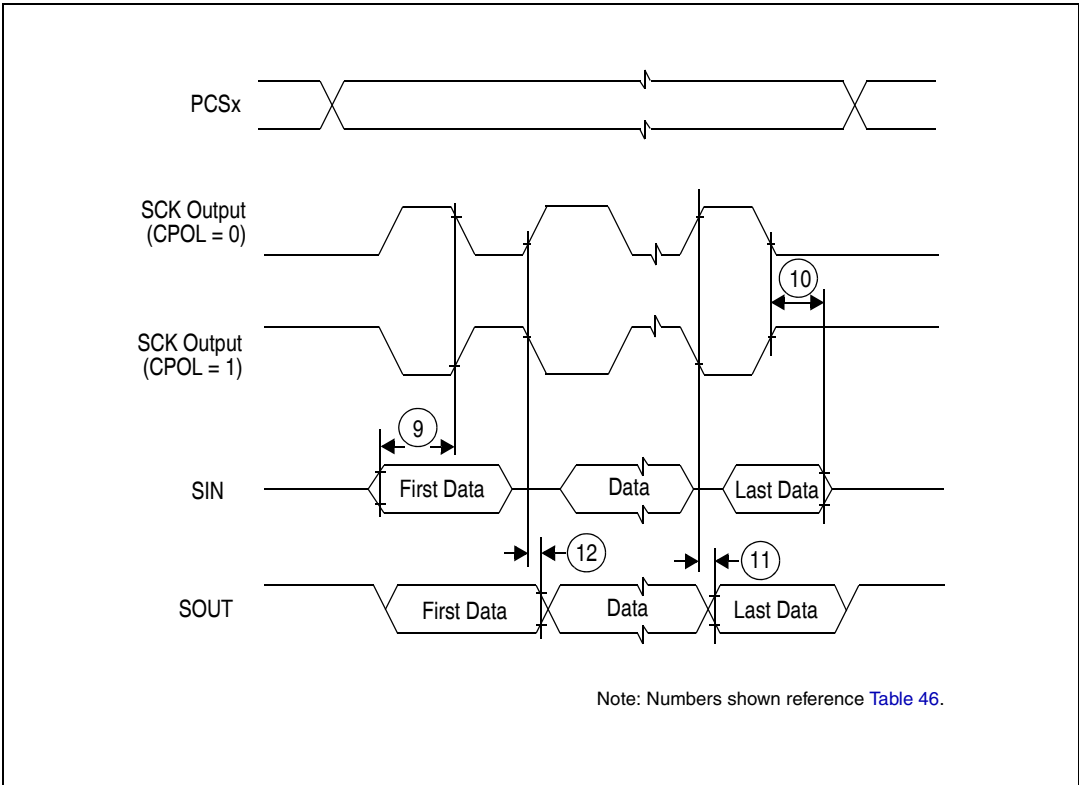 PCSx
SCK Output
(CPOL = 0)
10
SCK Output
(CPOL = 1)
9
SIN
First Data
Data
Last Data
12
11
SOUT
First Data
Data
Last Data
Note: Numbers shown reference Table 46.